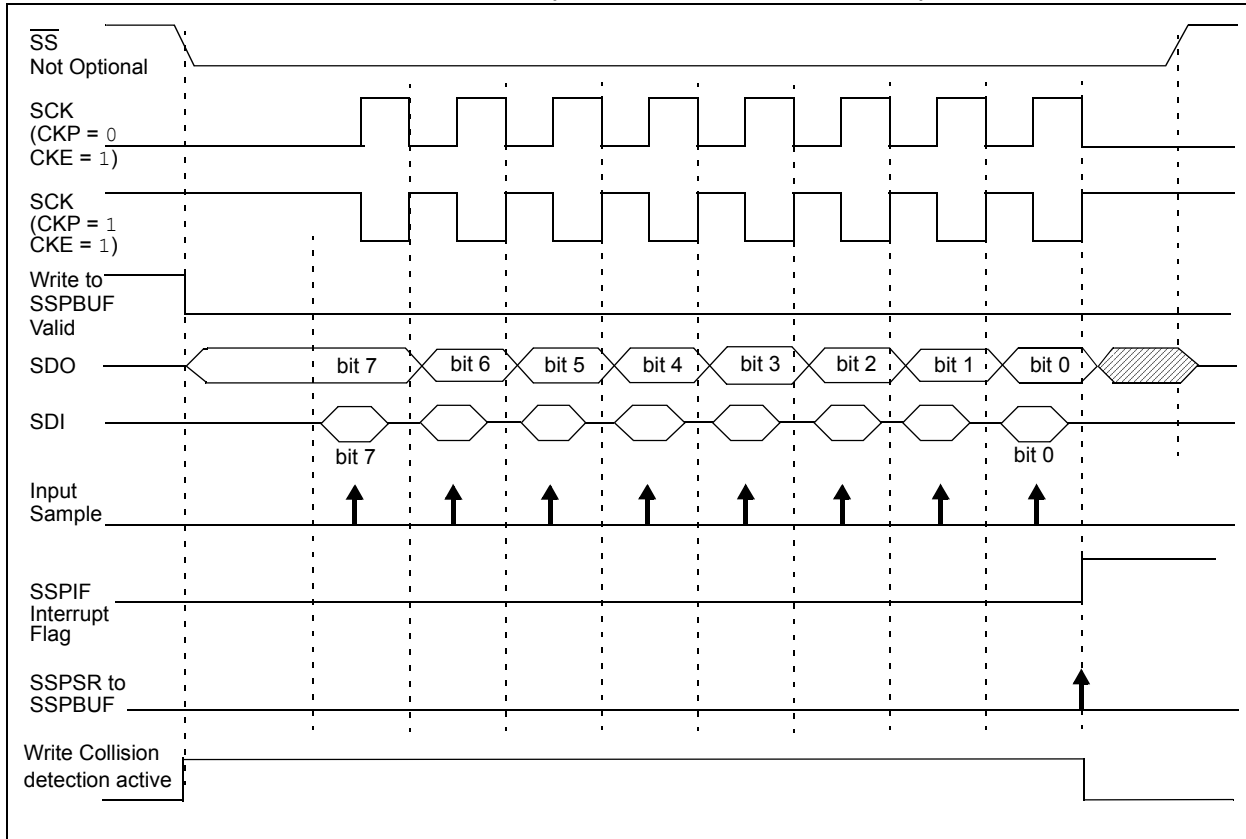 SS
Not Optional
SCK
(CKP = 0
CKE = 1)
SCK
(CKP = 1
CKE = 1)
Write to
SSPBUF
Valid
SDO
bit 7
bit 6
bit 5
bit 4
bit 3
bit 2
bit 1
bit 0
SDI
bit 7
bit 0
Input
Sample
SSPIF
Interrupt
Flag
SSPSR to
SSPBUF
Write Collision
detection active